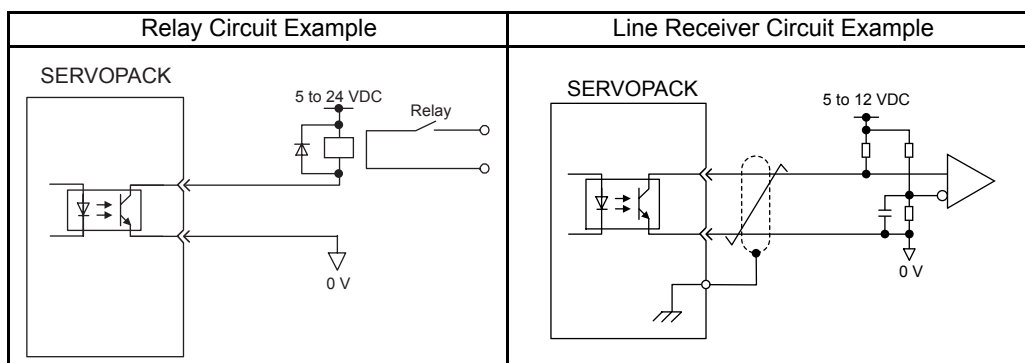 Relay Circuit Example
Line Receiver Circuit Example
SERVOPACK
5 to 24 VDC
Relay
0 V
SERVOPACK
5 to 12 VDC
0 V